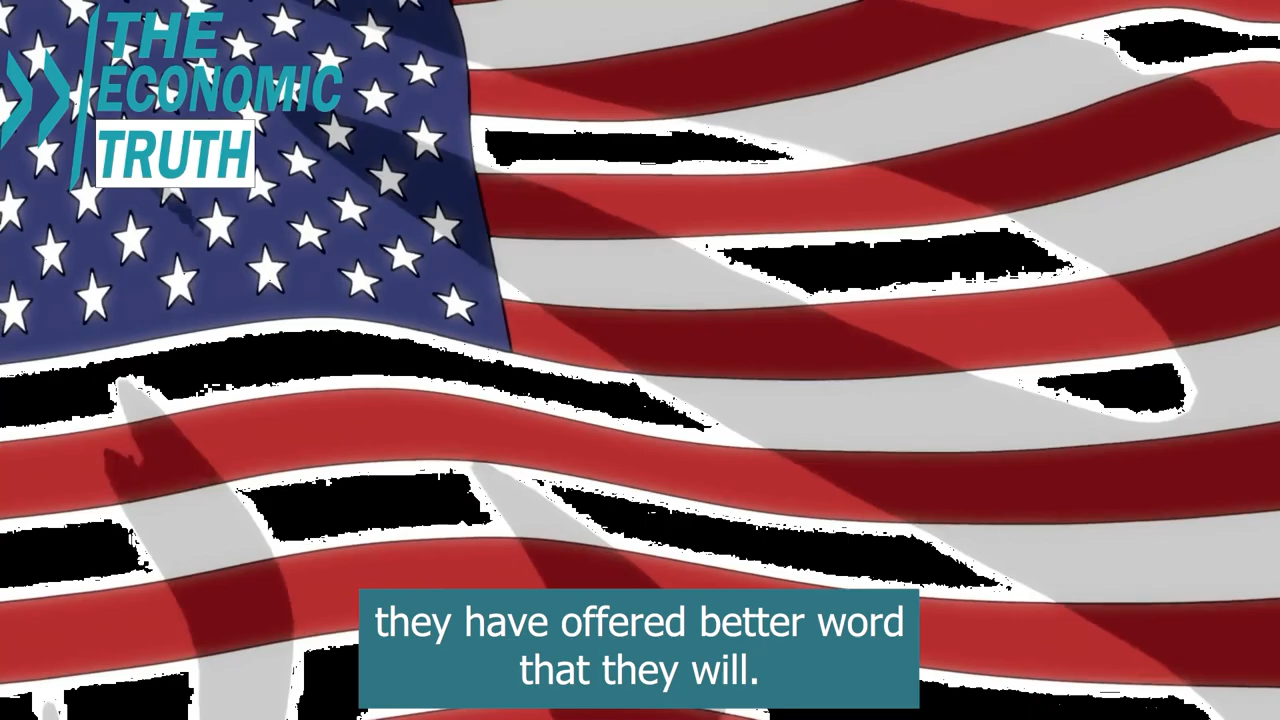 THE
ECONOMIC
TRUTH
they have offered better word
that they will.